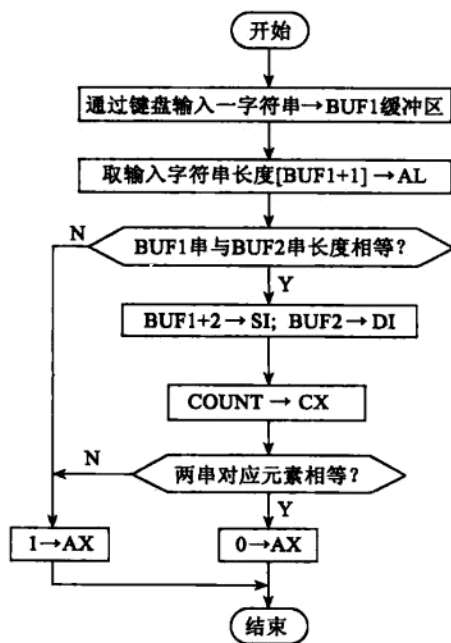 开始
通过键盘输入一字符串→BUF1缓冲区
取输入字符串长度[BUF1+1]→AL
N
BUF1串与BUF2串长度相等?
Y
BUF1+2→SI; BUF2→DI
COUNT → CX
N
两串对应元素相等?
Y
1→AX
0→AX
结束